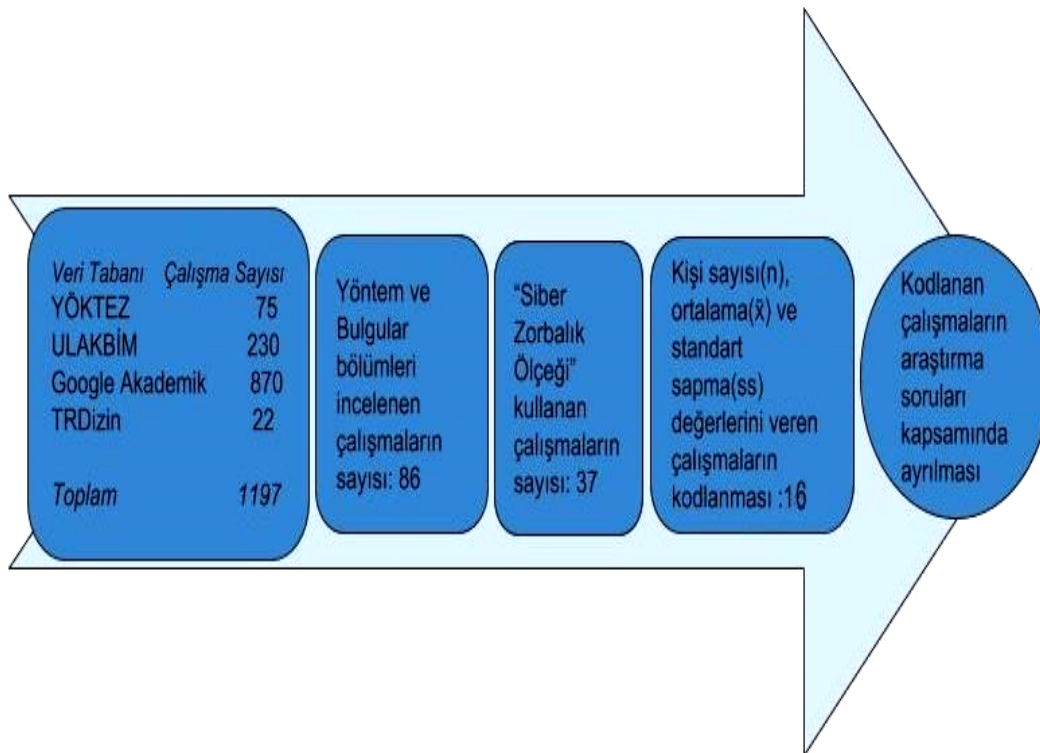 Veri Tabanı Çalışma Sayısı
YÖKTEZ 75
ULAKBİM 230
Google Akademik 870
TRDizin 22
Toplam 1197
Yöntem ve
Bulgular
bölümleri
incelenen
çalışmaların
sayısı: 86
“Siber
Zorbalık
Ölçeği”
kullanan
çalışmaların
sayısı: 37
Kişi sayısı(n),
ortalama(x̄) ve
standart
sapma(ss)
değerlerini veren
çalışmaların
kodlanması :16
Kodlanan
çalışmaların
araştırma
soruları
kapsamında
ayrılması